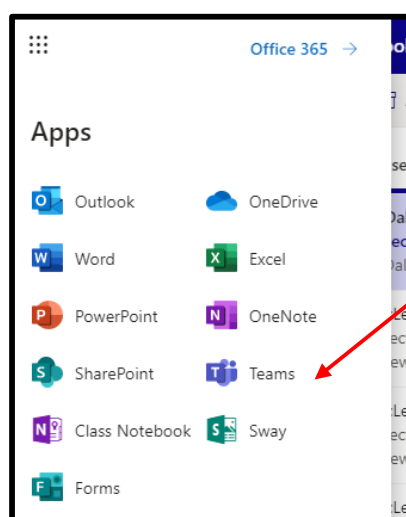 Office 365 →
Apps
Outlook OneDrive
Word Excel
PowerPoint OneNote
SharePoint Teams
Class Notebook Sway
Forms